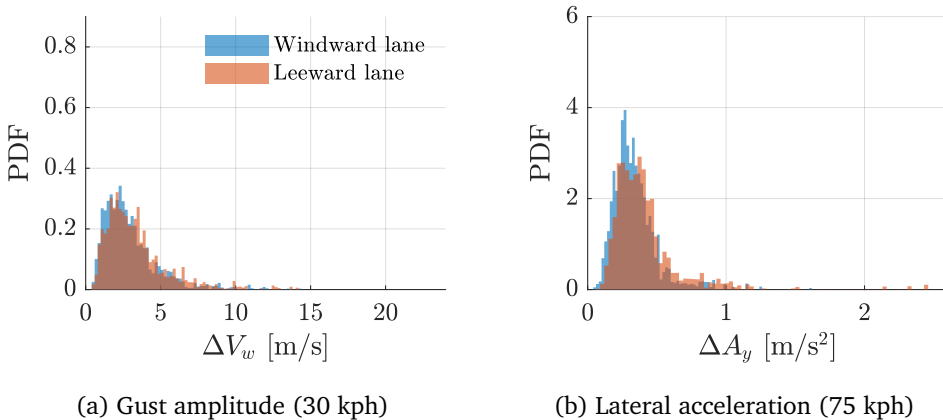 0.8
0.6
0.4
0.2
0
PDF
0
5
10
15
20
ΔV_w [m/s]
Windward lane
Leeward lane
(a) Gust amplitude (30 kph)
6
4
2
0
PDF
0
1
2
ΔA_y [m/s²]
(b) Lateral acceleration (75 kph)